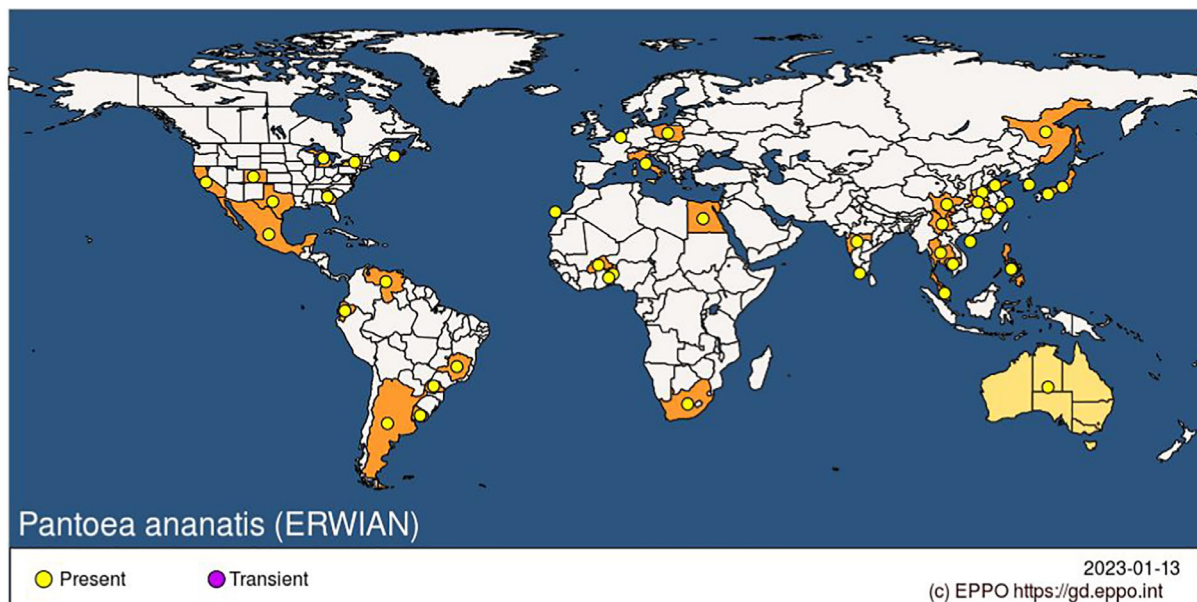 Pantoea ananatis (ERWIAN)
Present
Transient
2023-01-13
(c) EPPO https://gd.eppo.int